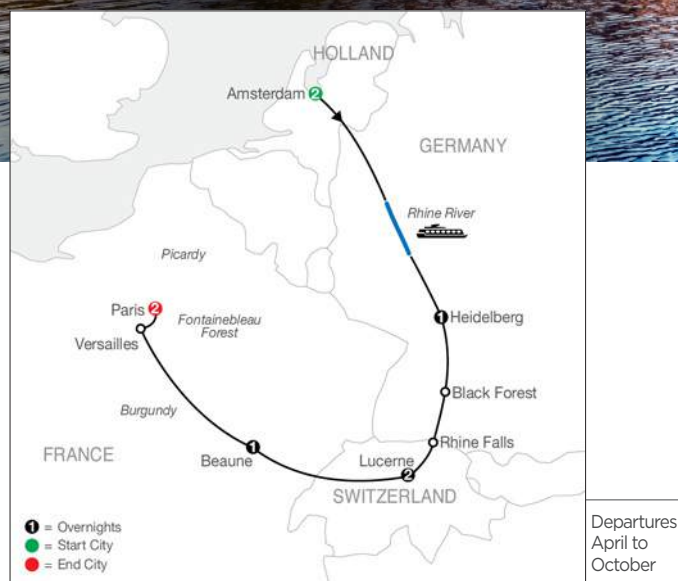 HOLLAND
Amsterdam 2
GERMANY
Rhine River
Picardy
Paris 2
Fontainebleau
Forest
Versailles
1 Heidelberg
Black Forest
Burgundy
Rhine Falls
FRANCE
1
Beaune
Lucerne
2
SWITZERLAND
1 = Overnights
= Start City
= End City
Departures
April to
October